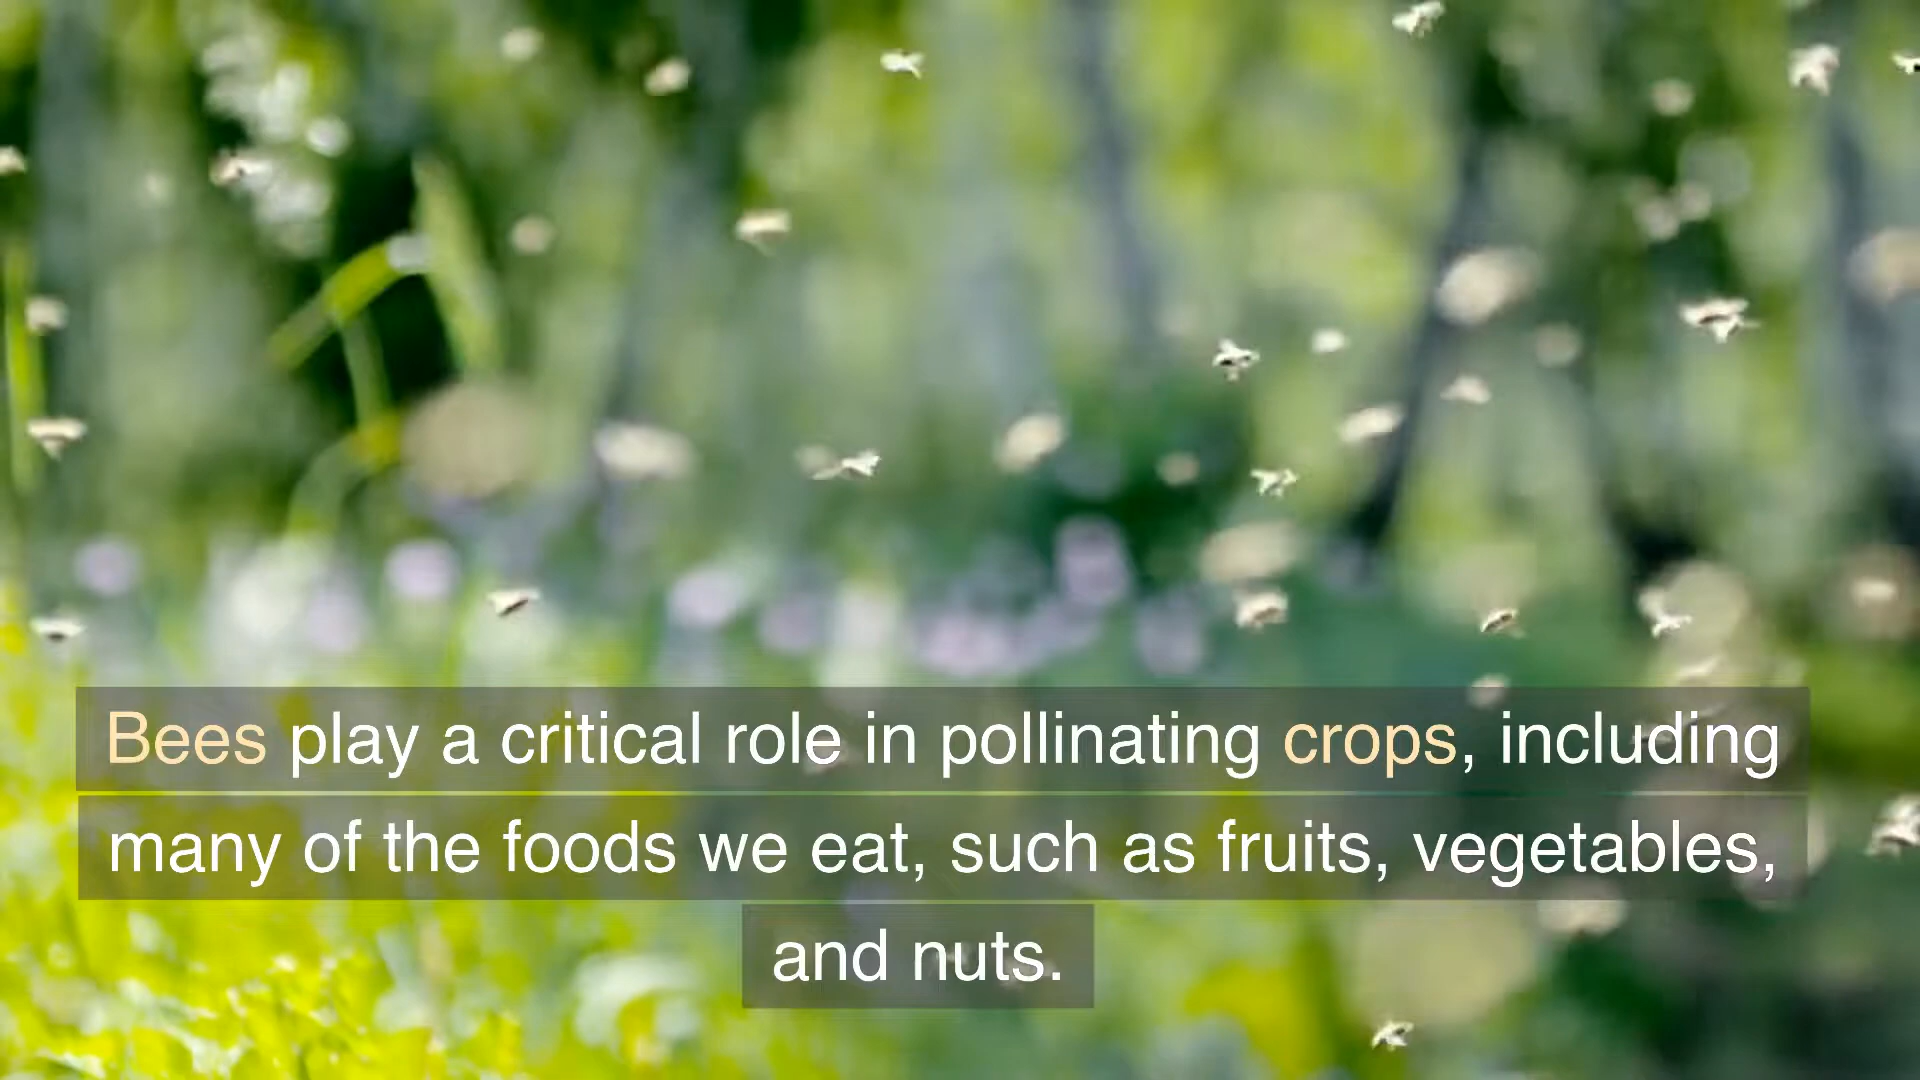 Bees play a critical role in pollinating crops, including
many of the foods we eat, such as fruits, vegetables,
and nuts.